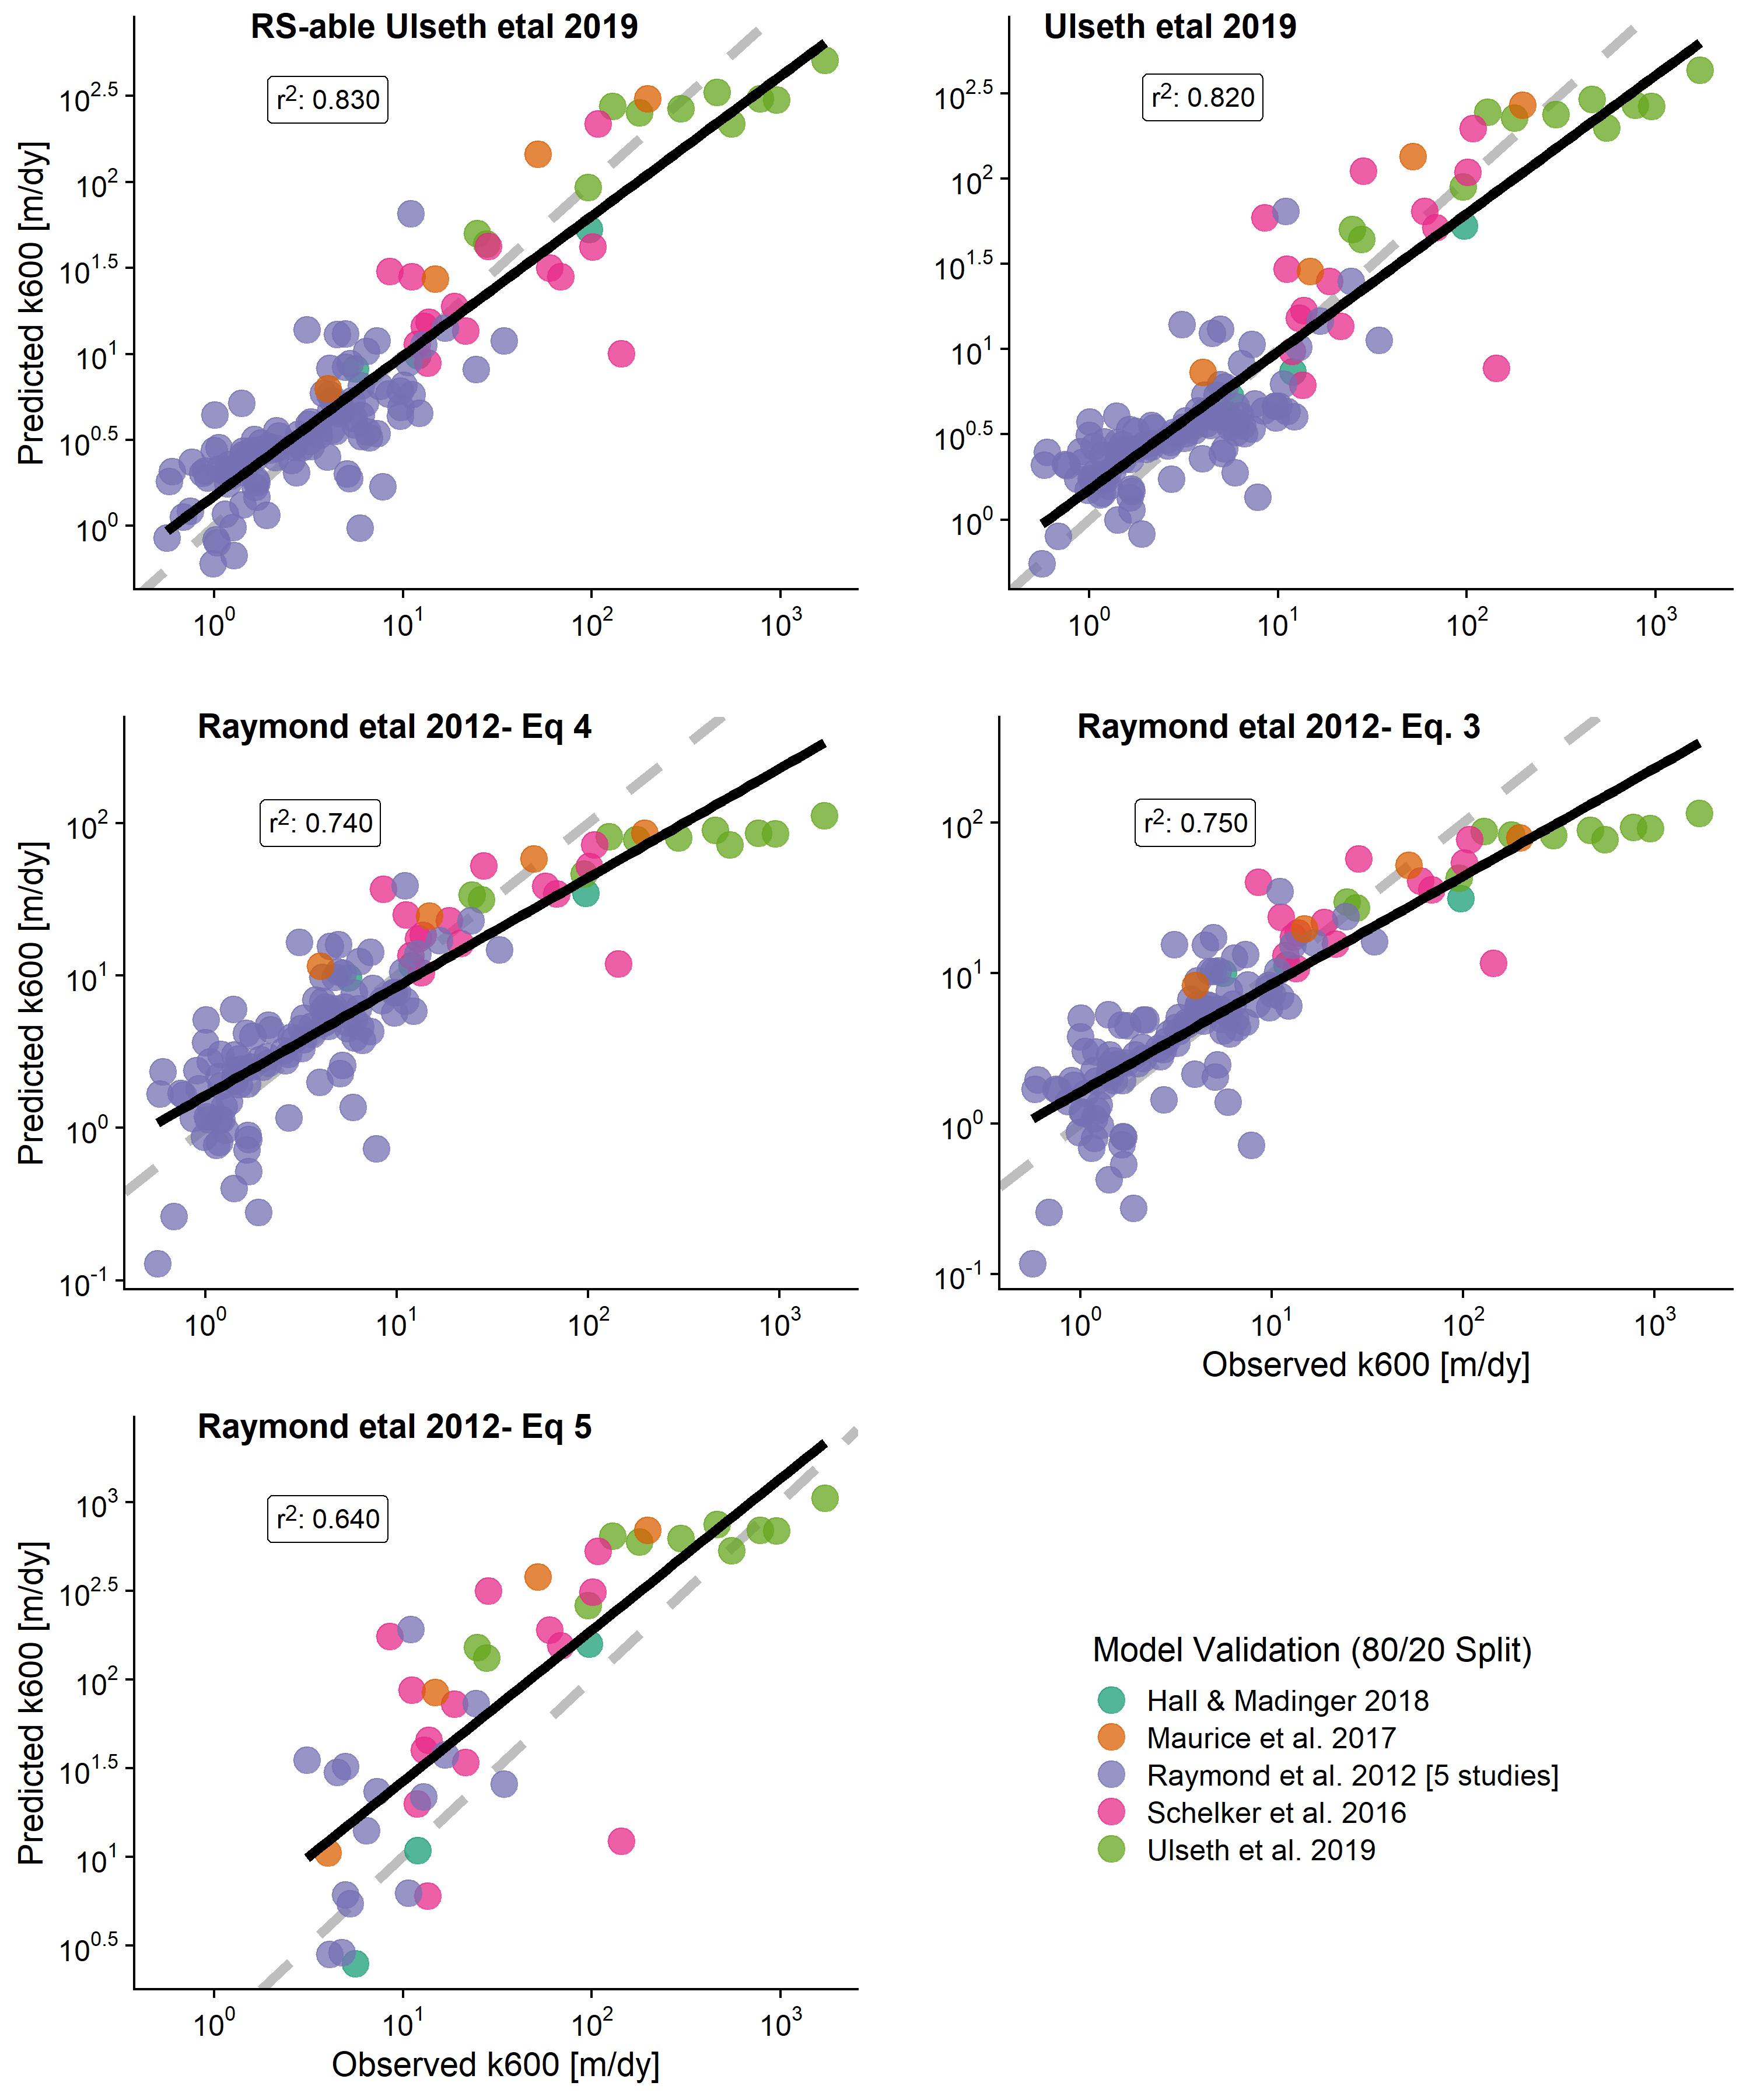 RS-able Ulseth etal 2019
r2: 0.830
Predicted k600 [m/dy]
10^2.5
10^2
10^1.5
10^1
10^0.5
10^0
10^0 10^1 10^2 10^3
Ulseth etal 2019
r2: 0.820
10^2.5
10^2
10^1.5
10^1
10^0.5
10^0
10^0 10^1 10^2 10^3
Raymond etal 2012- Eq 4
r2: 0.740
Predicted k600 [m/dy]
10^2
10^1
10^0
10^-1
10^0 10^1 10^2 10^3
Raymond etal 2012- Eq. 3
r2: 0.750
10^2
10^1
10^0
10^-1
10^0 10^1 10^2 10^3
Observed k600 [m/dy]
Raymond etal 2012- Eq 5
r2: 0.640
Predicted k600 [m/dy]
10^3
10^2.5
10^2
10^1.5
10^1
10^0.5
10^0 10^1 10^2 10^3
Observed k600 [m/dy]
Model Validation (80/20 Split)
Hall & Madinger 2018
Maurice et al. 2017
Raymond et al. 2012 [5 studies]
Schelker et al. 2016
Ulseth et al. 2019